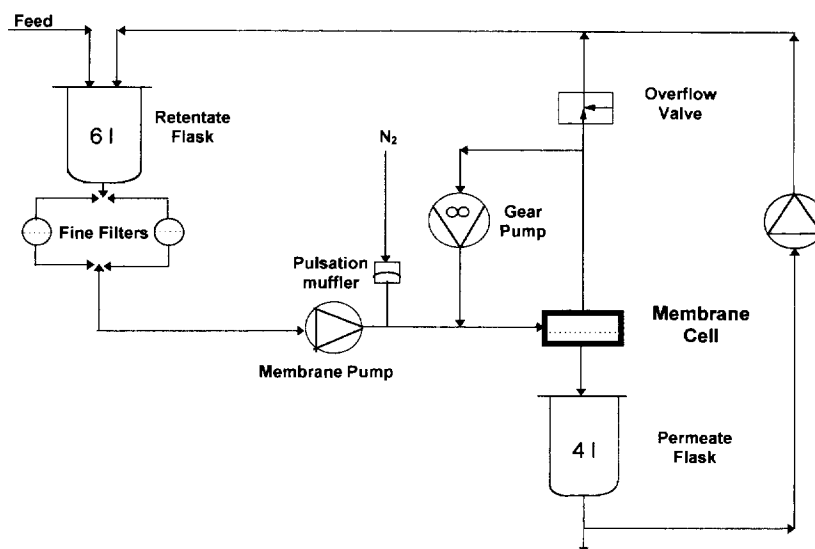 Feed
6 l
Retentate
Flask
Overflow
Valve
N₂
Fine Filters
Gear
Pump
Pulsation
muffler
Membrane Pump
Membrane
Cell
4 l
Permeate
Flask